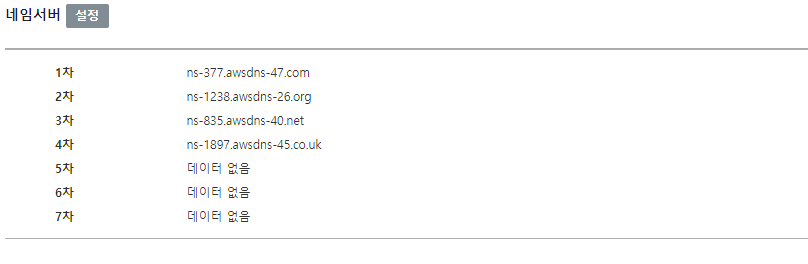 네임서버 설정
1차 ns-377.awsdns-47.com
2차 ns-1238.awsdns-26.org
3차 ns-835.awsdns-40.net
4차 ns-1897.awsdns-45.co.uk
5차 데이터 없음
6차 데이터 없음
7차 데이터 없음